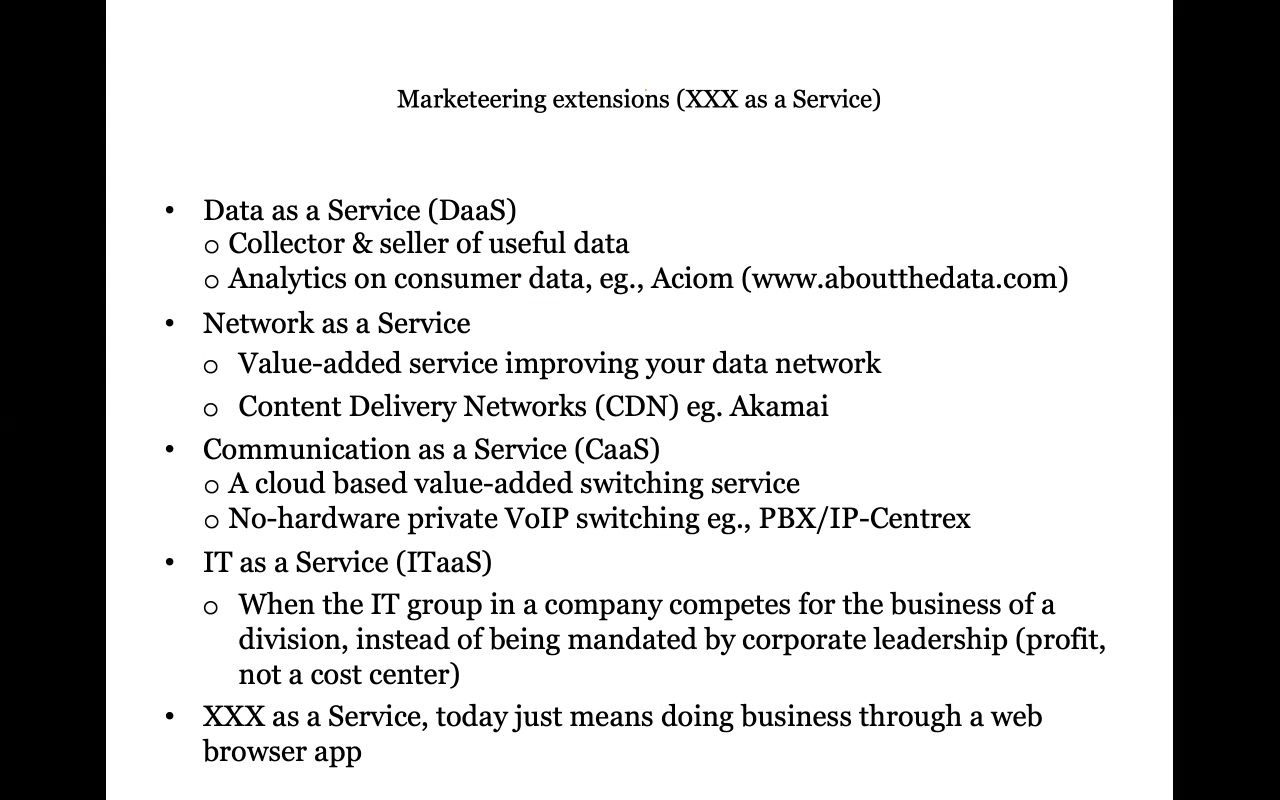 Marketeering extensions (XXX as a Service)
• Data as a Service (DaaS)
o Collector & seller of useful data
o Analytics on consumer data, eg., Aciom (www.aboutthedata.com)
• Network as a Service
o Value-added service improving your data network
o Content Delivery Networks (CDN) eg. Akamai
• Communication as a Service (CaaS)
o A cloud based value-added switching service
o No-hardware private VoIP switching eg., PBX/IP-Centrex
• IT as a Service (ITaaS)
o When the IT group in a company competes for the business of a
division, instead of being mandated by corporate leadership (profit,
not a cost center)
• XXX as a Service, today just means doing business through a web
browser app